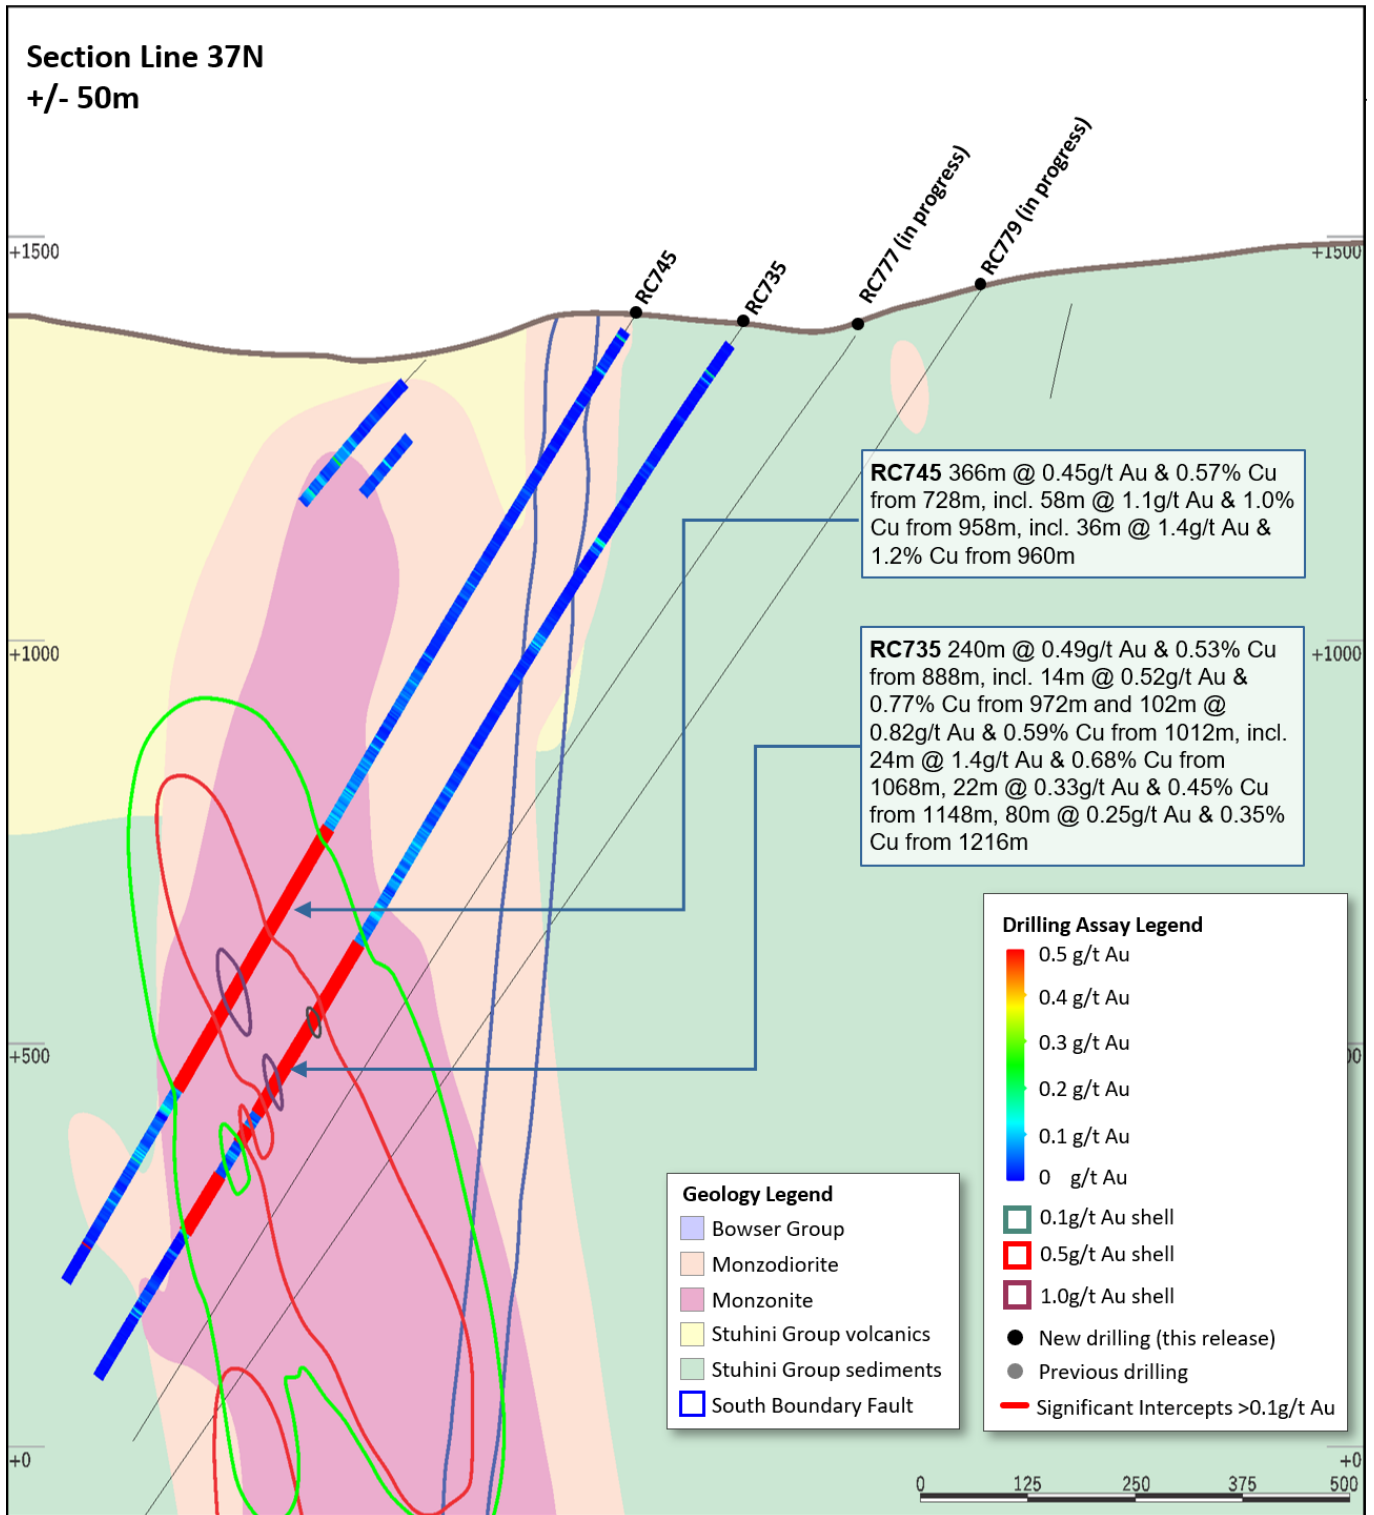 Section Line 37N
+/- 50m
RC745
RC735
RC777 (in progress)
RC779 (in progress)
+1500
+1500
RC745 366m @ 0.45g/t Au & 0.57% Cu
from 728m, incl. 58m @ 1.1g/t Au & 1.0%
Cu from 958m, incl. 36m @ 1.4g/t Au &
1.2% Cu from 960m
+1000
+1000
RC735 240m @ 0.49g/t Au & 0.53% Cu
from 888m, incl. 14m @ 0.52g/t Au &
0.77% Cu from 972m and 102m @
0.82g/t Au & 0.59% Cu from 1012m, incl.
24m @ 1.4g/t Au & 0.68% Cu from
1068m, 22m @ 0.33g/t Au & 0.45% Cu
from 1148m, 80m @ 0.25g/t Au & 0.35%
Cu from 1216m
+500
Drilling Assay Legend
0.5 g/t Au
0.4 g/t Au
0.3 g/t Au
0.2 g/t Au
0.1 g/t Au
0 g/t Au
0.1g/t Au shell
0.5g/t Au shell
1.0g/t Au shell
New drilling (this release)
Previous drilling
Significant Intercepts >0.1g/t Au
Geology Legend
Bowser Group
Monzodiorite
Monzonite
Stuhini Group volcanics
Stuhini Group sediments
South Boundary Fault
+0
+0
0 125 250 375 500